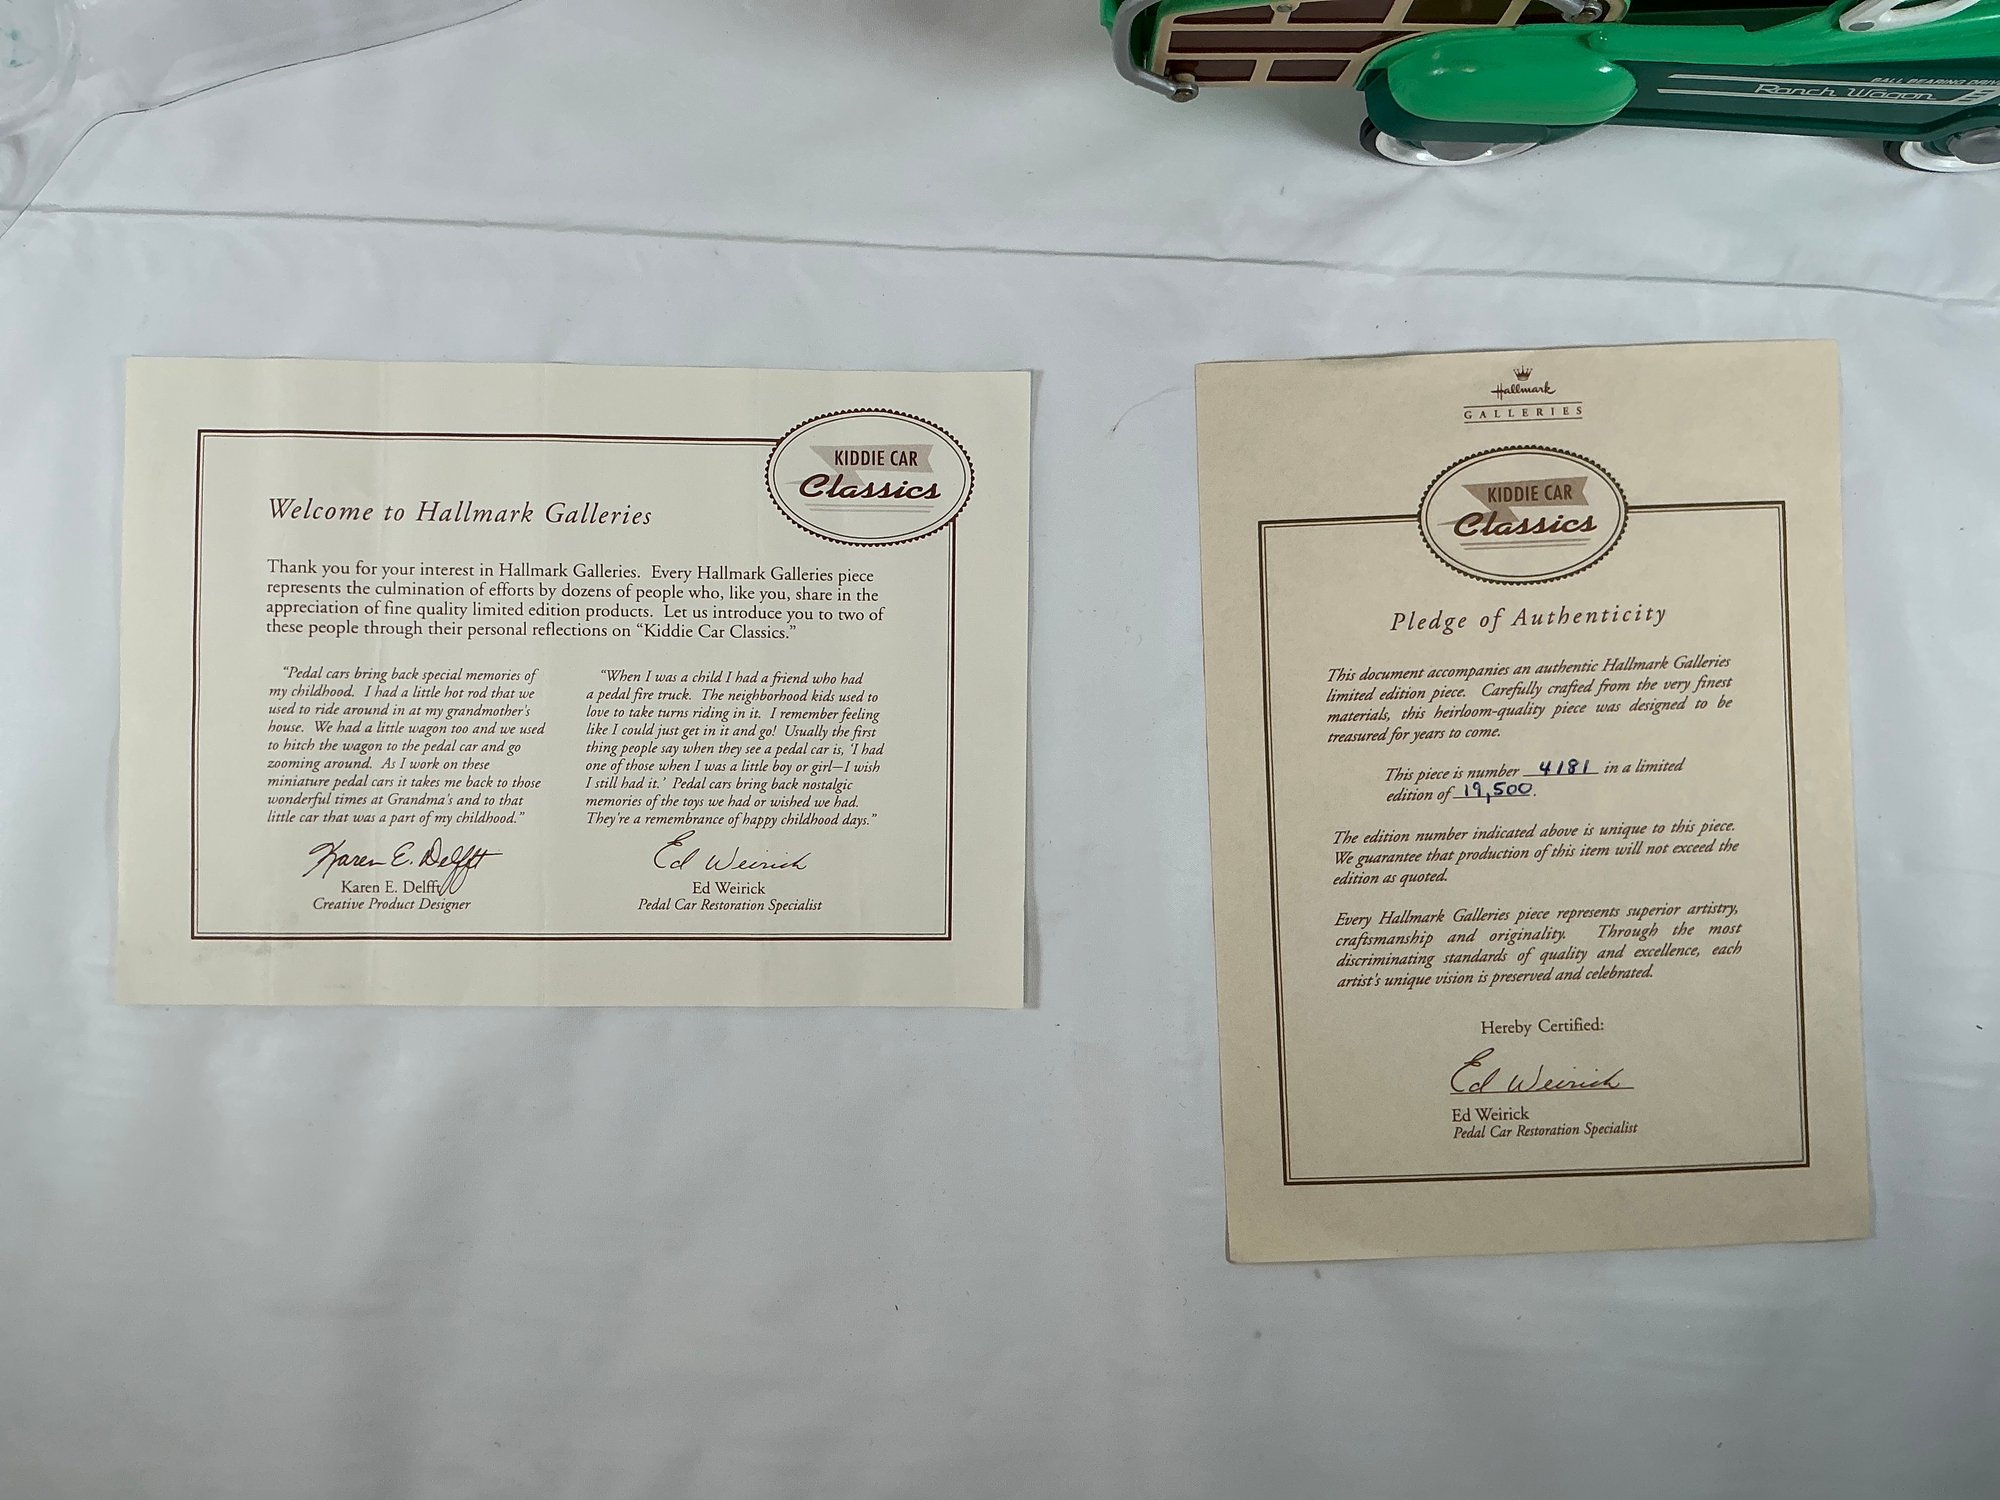 BALL BEARING DRIVE
Ranch Wagon
KIDDIE CAR
Classics
Welcome to Hallmark Galleries
Thank you for your interest in Hallmark Galleries. Every Hallmark Galleries piece
represents the culmination of efforts by dozens of people who, like you, share in the
appreciation of fine quality limited edition products. Let us introduce you to two of
these people through their personal reflections on “Kiddie Car Classics.”
“Pedal cars bring back special memories of
my childhood. I had a little hot rod that we
used to ride around in at my grandmother's
house. We had a little wagon too and we used
to hitch the wagon to the pedal car and go
zooming around. As I work on these
miniature pedal cars it takes me back to those
wonderful times at Grandma's and to that
little car that was a part of my childhood.”
Karen E. Delfft
Karen E. Delfft
Creative Product Designer
“When I was a child I had a friend who had
a pedal fire truck. The neighborhood kids used to
love to take turns riding in it. I remember feeling
like I could just get in it and go! Usually the first
thing people say when they see a pedal car is, ‘I had
one of those when I was a little boy or girl—I wish
I still had it.’ Pedal cars bring back nostalgic
memories of the toys we had or wished we had.
They're a remembrance of happy childhood days.”
Ed Weirick
Ed Weirick
Pedal Car Restoration Specialist
Hallmark
GALLERIES
KIDDIE CAR
Classics
Pledge of Authenticity
This document accompanies an authentic Hallmark Galleries
limited edition piece. Carefully crafted from the very finest
materials, this heirloom-quality piece was designed to be
treasured for years to come.
This piece is number 4181 in a limited
edition of 19,500.
The edition number indicated above is unique to this piece.
We guarantee that production of this item will not exceed the
edition as quoted.
Every Hallmark Galleries piece represents superior artistry,
craftsmanship and originality. Through the most
discriminating standards of quality and excellence, each
artist's unique vision is preserved and celebrated.
Hereby Certified:
Ed Weirick
Ed Weirick
Pedal Car Restoration Specialist